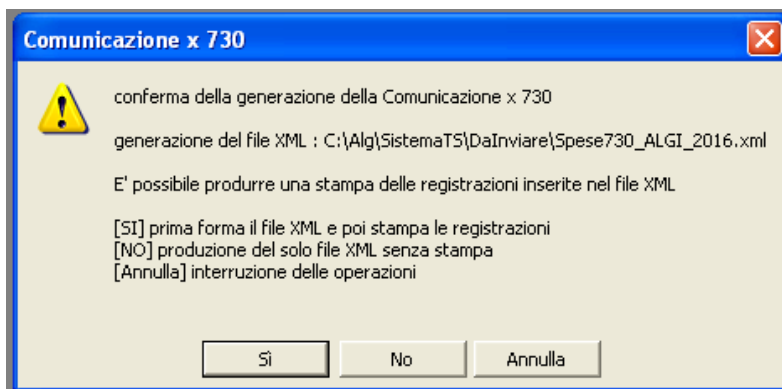 Comunicazione x 730
conferma della generazione della Comunicazione x 730
generazione del file XML : C:\Alg\SistemaTS\DaInviare\Spese730_ALGI_2016.xml
E' possibile produrre una stampa delle registrazioni inserite nel file XML
[SI] prima forma il file XML e poi stampa le registrazioni
[NO] produzione del solo file XML senza stampa
[Annulla] interruzione delle operazioni
Sì No Annulla